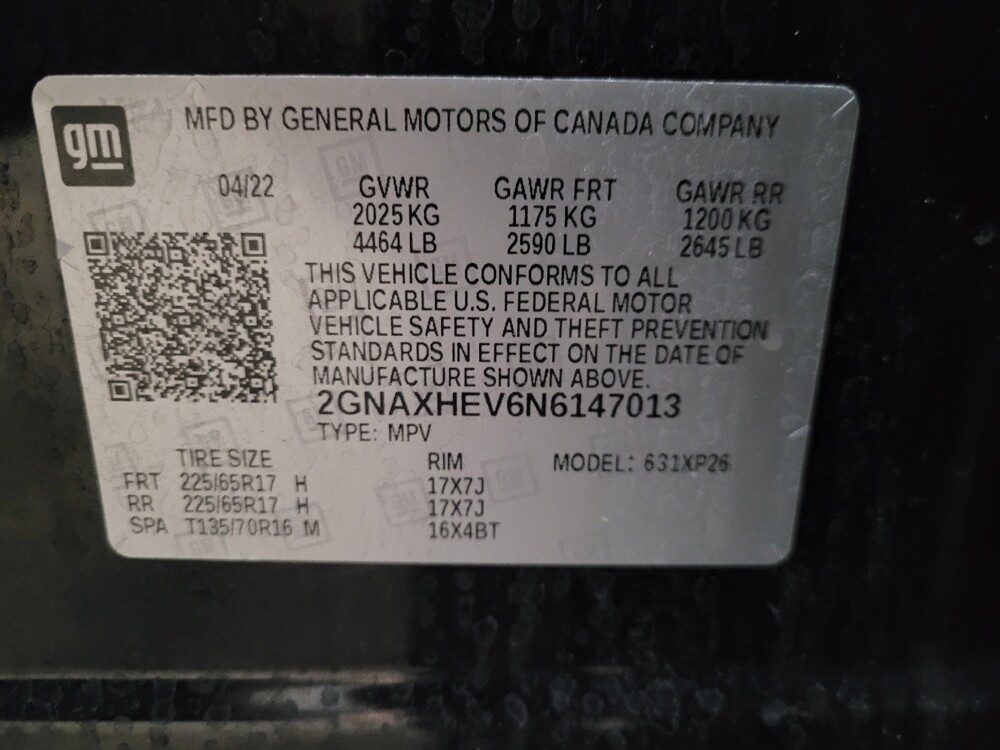 gm
MFD BY GENERAL MOTORS OF CANADA COMPANY
04/22 GVWR GAWR FRT GAWR RR
2025 KG 1175 KG 1200 KG
4464 LB 2590 LB 2645 LB
THIS VEHICLE CONFORMS TO ALL
APPLICABLE U.S. FEDERAL MOTOR
VEHICLE SAFETY AND THEFT PREVENTION
STANDARDS IN EFFECT ON THE DATE OF
MANUFACTURE SHOWN ABOVE.
2GNAXHEV6N6147013
TYPE: MPV
TIRE SIZE RIM MODEL: 631XP26
FRT 225/65R17 H 17X7J
RR 225/65R17 H 17X7J
SPA T135/70R16 M 16X4BT